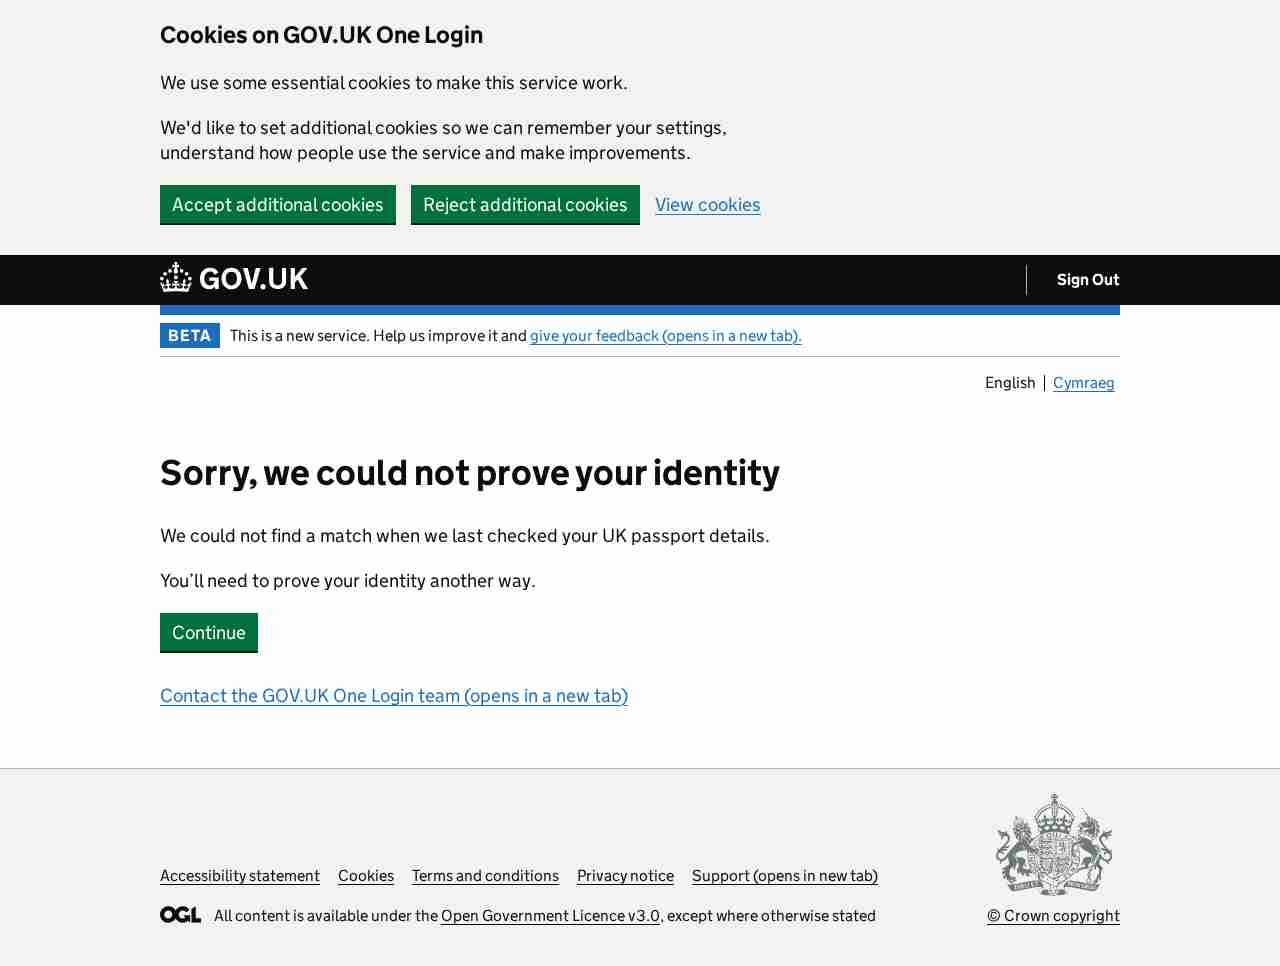 Cookies on GOV.UK One Login
We use some essential cookies to make this service work.
We'd like to set additional cookies so we can remember your settings,
understand how people use the service and make improvements.
Accept additional cookies
Reject additional cookies
View cookies
GOV.UK
Sign Out
BETA
This is a new service. Help us improve it and give your feedback (opens in a new tab).
English
Cymraeg
Sorry, we could not prove your identity
We could not find a match when we last checked your UK passport details.
You’ll need to prove your identity another way.
Continue
Contact the GOV.UK One Login team (opens in a new tab)
Accessibility statement
Cookies
Terms and conditions
Privacy notice
Support (opens in new tab)
OGL
All content is available under the Open Government Licence v3.0, except where otherwise stated
© Crown copyright